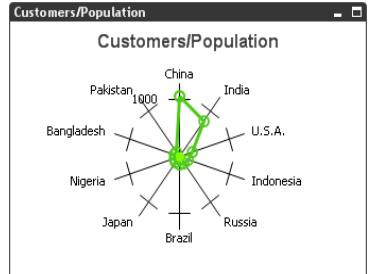 Customers/Population
Customers/Population
China
Pakistan
1000
India
Bangladesh
U.S.A.
Nigeria
Indonesia
Japan
Russia
Brazil